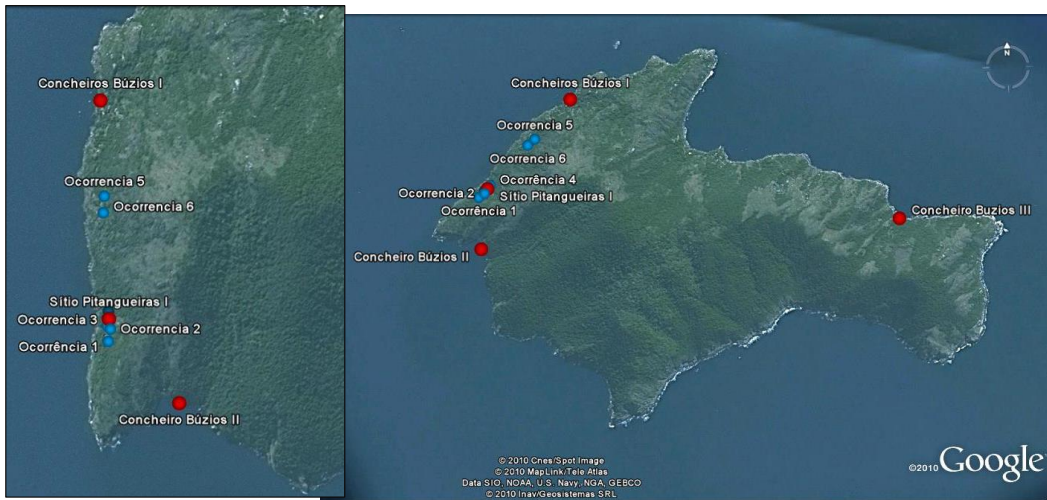 Concheiros Búzios I
Ocorrencia 5
Ocorrencia 6
Sítio Pitangueiras I
Ocorrencia 3
Ocorrencia 2
Ocorrência 1
Concheiro Búzios II
Concheiros Búzios I
Ocorrencia 5
Ocorrencia 6
Ocorrência 4
Ocorrencia 2
Sítio Pitangueiras I
Ocorrência 1
Concheiro Búzios II
Concheiro Buzios III
N
© 2010 Cnes/Spot Image
© 2010 MapLink/Tele Atlas
Data SIO, NOAA, U.S. Navy, NGA, GEBCO
© 2010 Inav/Geosistemas SRL
©2010 Google